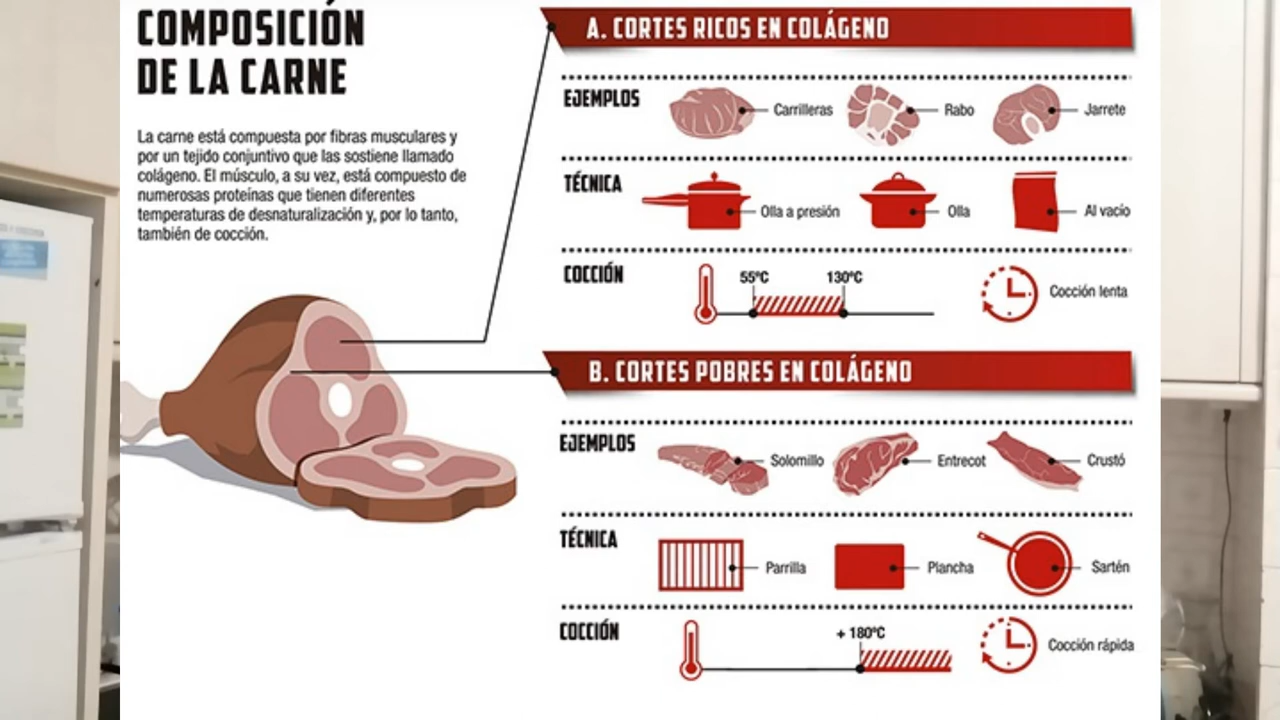 COMPOSICIÓN
DE LA CARNE
La carne está compuesta por fibras musculares y
por un tejido conjuntivo que las sostiene llamado
colágeno. El músculo, a su vez, está compuesto de
numerosas proteínas que tienen diferentes
temperaturas de desnaturalización y, por lo tanto,
también de cocción.
A. CORTES RICOS EN COLÁGENO
EJEMPLOS
Carrilleras
Rabo
Jarrete
TÉCNICA
Olla a presión
Olla
Al vacío
COCCIÓN
55ºC
130ºC
Cocción lenta
B. CORTES POBRES EN COLÁGENO
EJEMPLOS
Solomillo
Entrecot
Crustó
TÉCNICA
Parrilla
Plancha
Sartén
COCCIÓN
+ 180ºC
Cocción rápida